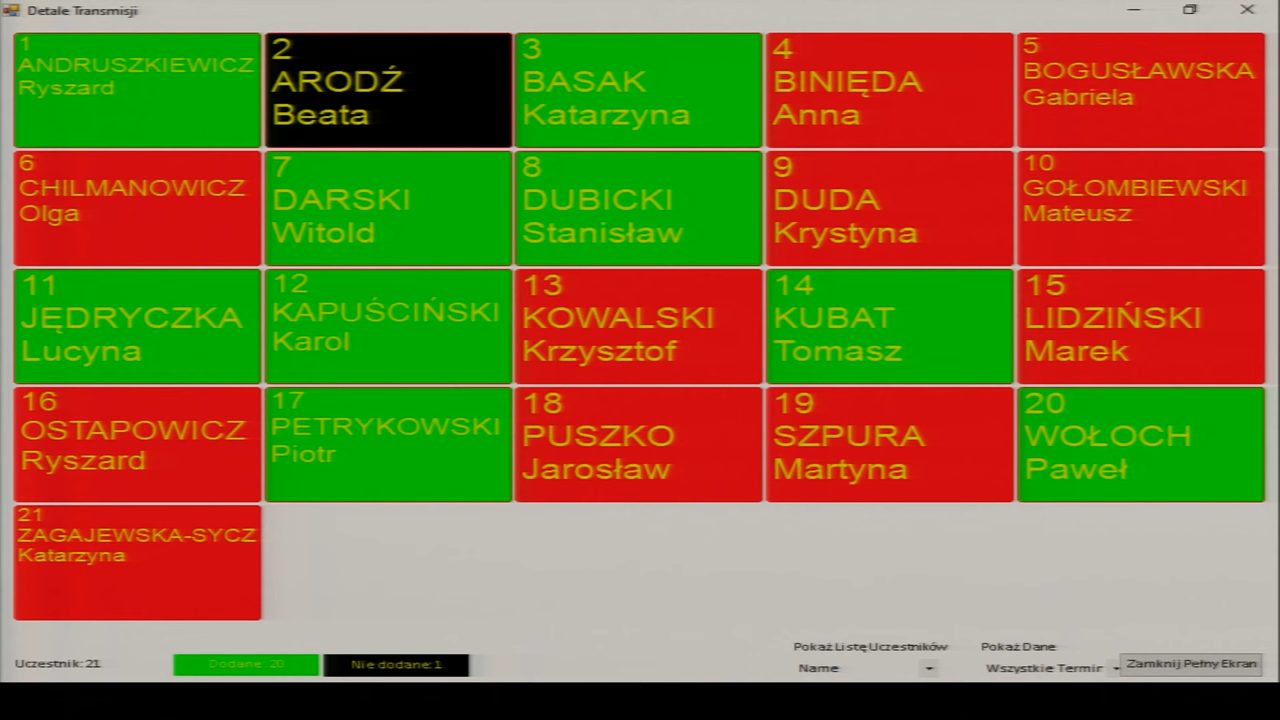 Detale Transmisji
1
ANDRUSZKIEWICZ
Ryszard
2
ARODŹ
Beata
3
BASAK
Katarzyna
4
BINIĘDA
Anna
5
BOGUSŁAWSKA
Gabriela
6
CHILMANOWICZ
Olga
7
DARSKI
Witold
8
DUBICKI
Stanisław
9
DUDA
Krystyna
10
GOŁOMBIEWSKI
Mateusz
11
JĘDRYCZKA
Lucyna
12
KAPUŚCIŃSKI
Karol
13
KOWALSKI
Krzysztof
14
KUBAT
Tomasz
15
LIDZIŃSKI
Marek
16
OSTAPOWICZ
Ryszard
17
PETRYKOWSKI
Piotr
18
PUSZKO
Jarosław
19
SZPURA
Martyna
20
WOŁOCH
Paweł
21
ZAGAJEWSKA-SYCZ
Katarzyna
Uczestnik: 21
Dodane: 20
Nie dodane:1
Pokaż Listę Uczestników
Name
Pokaż Dane
Wszystkie Termir
Zamknij Pełny Ekran